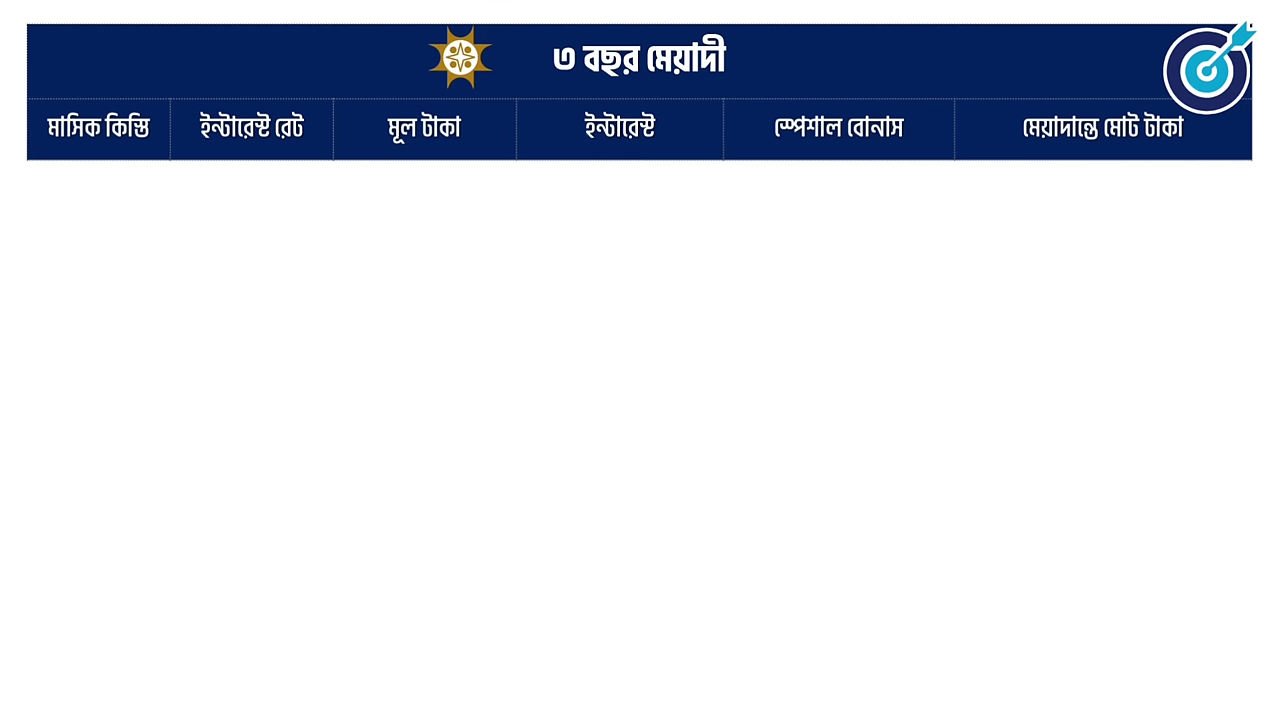 ৩ বছর মেয়াদী
মাসিক কিস্তি ইন্টারেস্ট রেট মূল টাকা ইন্টারেস্ট স্পেশাল বোনাস মেয়াদান্তে মোট টাকা